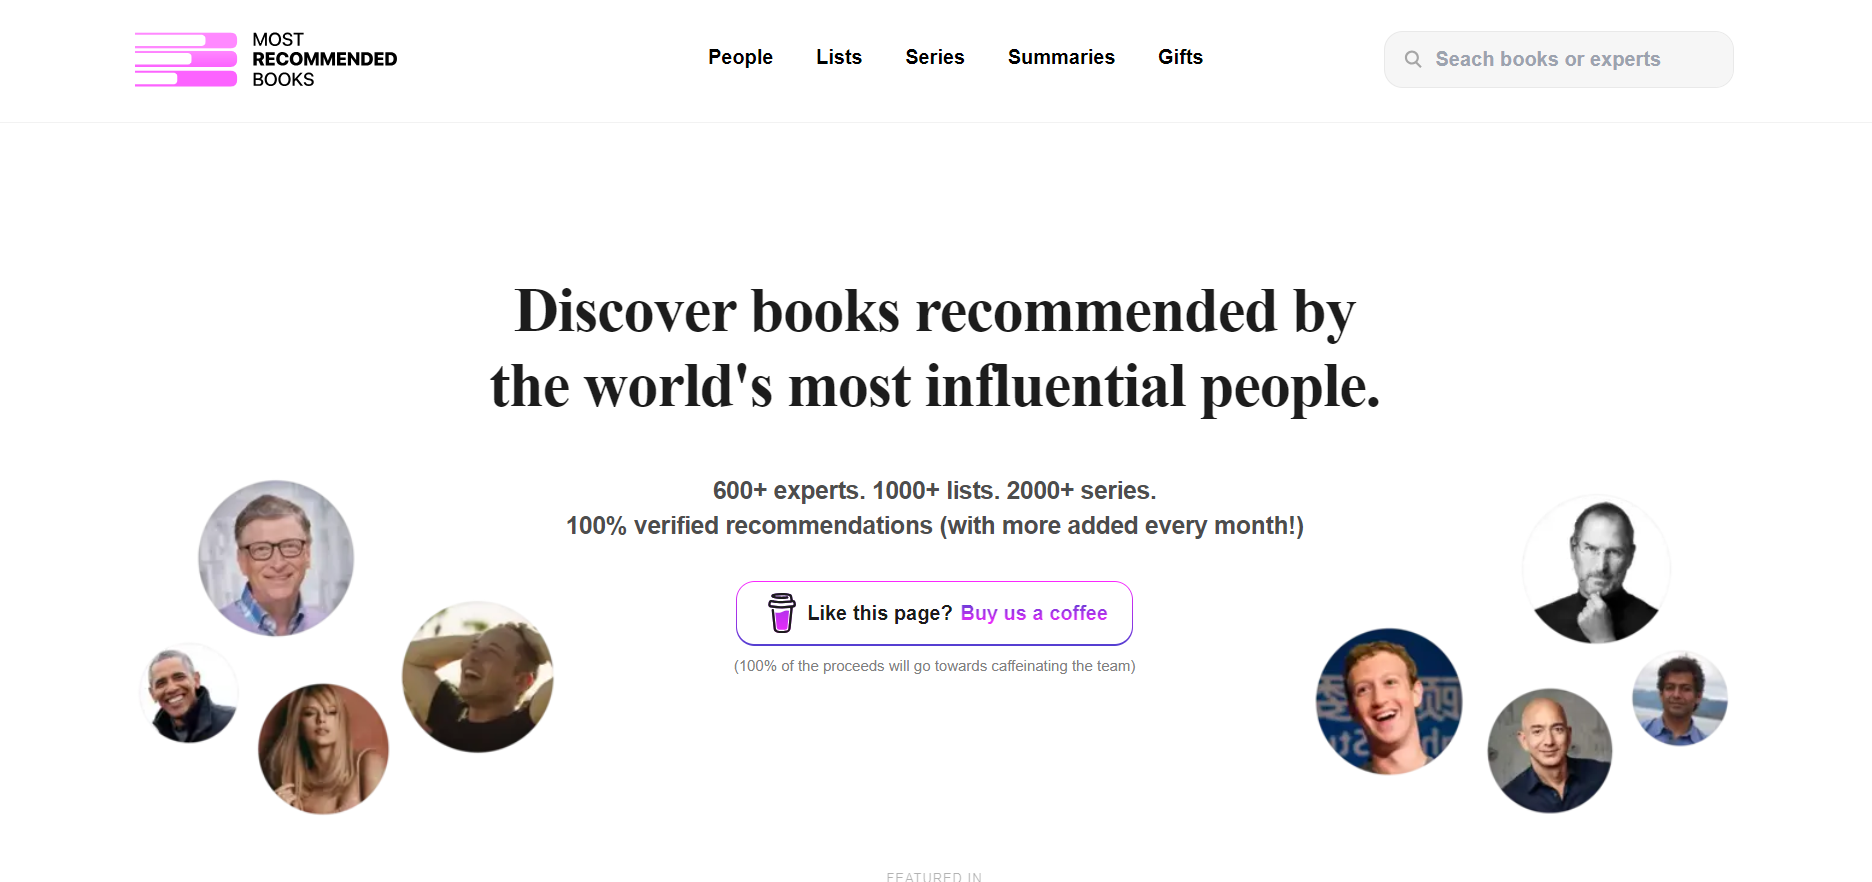 MOST
RECOMMENDED
BOOKS
People Lists Series Summaries Gifts
Seach books or experts
Discover books recommended by
the world's most influential people.
600+ experts. 1000+ lists. 2000+ series.
100% verified recommendations (with more added every month!)
Like this page? Buy us a coffee
(100% of the proceeds will go towards caffeinating the team)
FEATURED IN